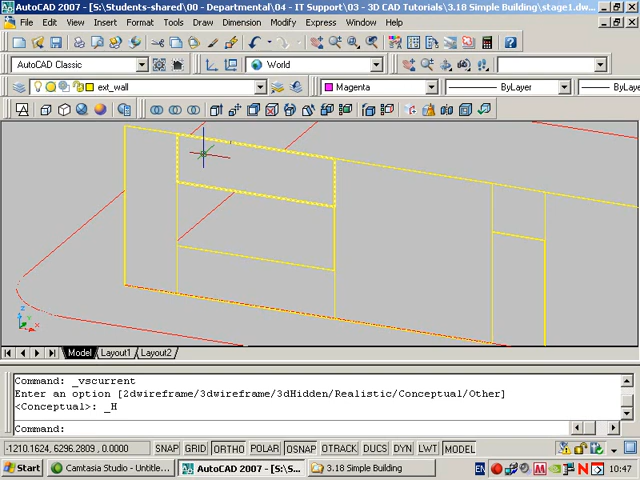 AutoCAD 2007 - [S:\Students-shared\00 - Departmental\04 - IT Support\03 - 3D CAD Tutorials\3.18 Simple Building\stage1.dw...
File Edit View Insert Format Tools Draw Dimension Modify Express Window Help
AutoCAD Classic World
ext_wall Magenta ByLayer ByLay
Z
Y
X
Model Layout1 Layout2
Command: _vscurrent
Enter an option [2dwireframe/3dwireframe/3dHidden/Realistic/Conceptual/Other]
<Conceptual>: _H
Command:
-1210.1624, 6296.2809, 0.0000 SNAP GRID ORTHO POLAR OSNAP OTRACK DUCS DYN LWT MODEL
Start Camtasia Studio - Untitle... AutoCAD 2007 - [S:\S... 3.18 Simple Building EN 10:47